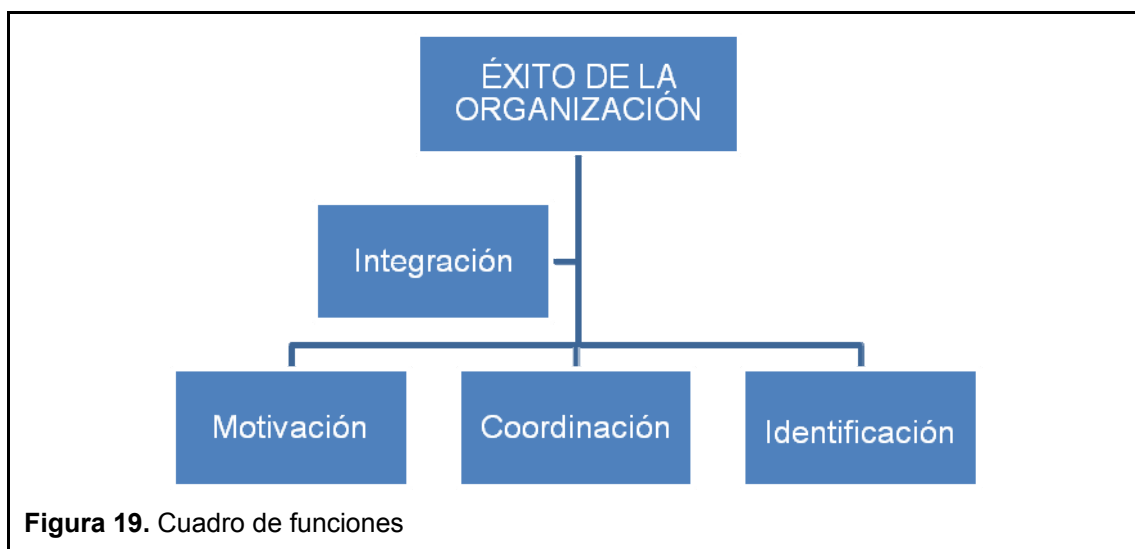 ÉXITO DE LA
ORGANIZACIÓN
Integración
Motivación
Coordinación
Identificación
Figura 19. Cuadro de funciones